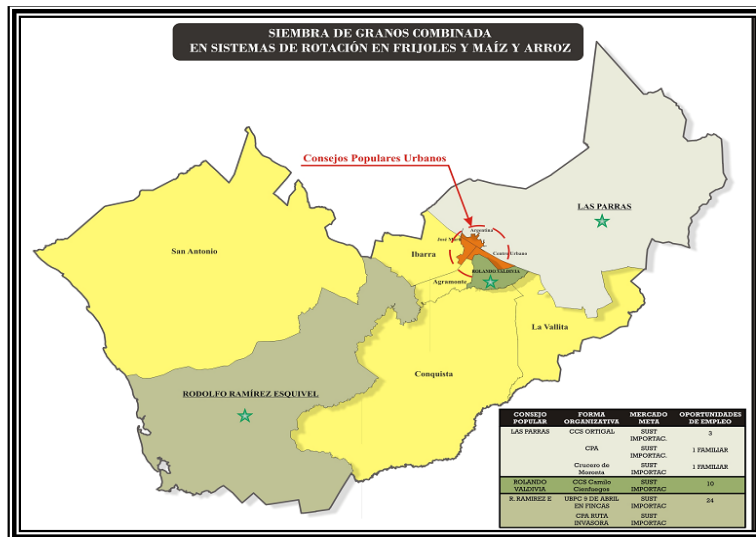 SIEMBRA DE GRANOS COMBINADA
EN SISTEMAS DE ROTACIÓN EN FRIJOLES Y MAÍZ Y ARROZ
Consejos Populares Urbanos
LAS PARRAS
Argentina
José Martí
Centro Urbano
San Antonio
Ibarra
ROLANDO VALDIVIA
Agramonte
La Vallita
Conquista
RODOLFO RAMÍREZ ESQUIVEL
CONSEJO POPULAR FORMA ORGANIZATIVA MERCADO META OPORTUNIDADES DE EMPLEO
LAS PARRAS CCS ORTIGAL SUST IMPORTAC. 3
CPA SUST IMPORTAC. 1 FAMILIAR
Crucero de Moronta SUST IMPORTAC 1 FAMILIAR
ROLANDO VALDIVIA CCS Camilo Cienfuegos SUST IMPORTAC 10
R. RAMIREZ E UBPC 9 DE ABRIL EN FINCAS SUST IMPORTAC 24
CPA RUTA INVASORA SUST IMPORTAC